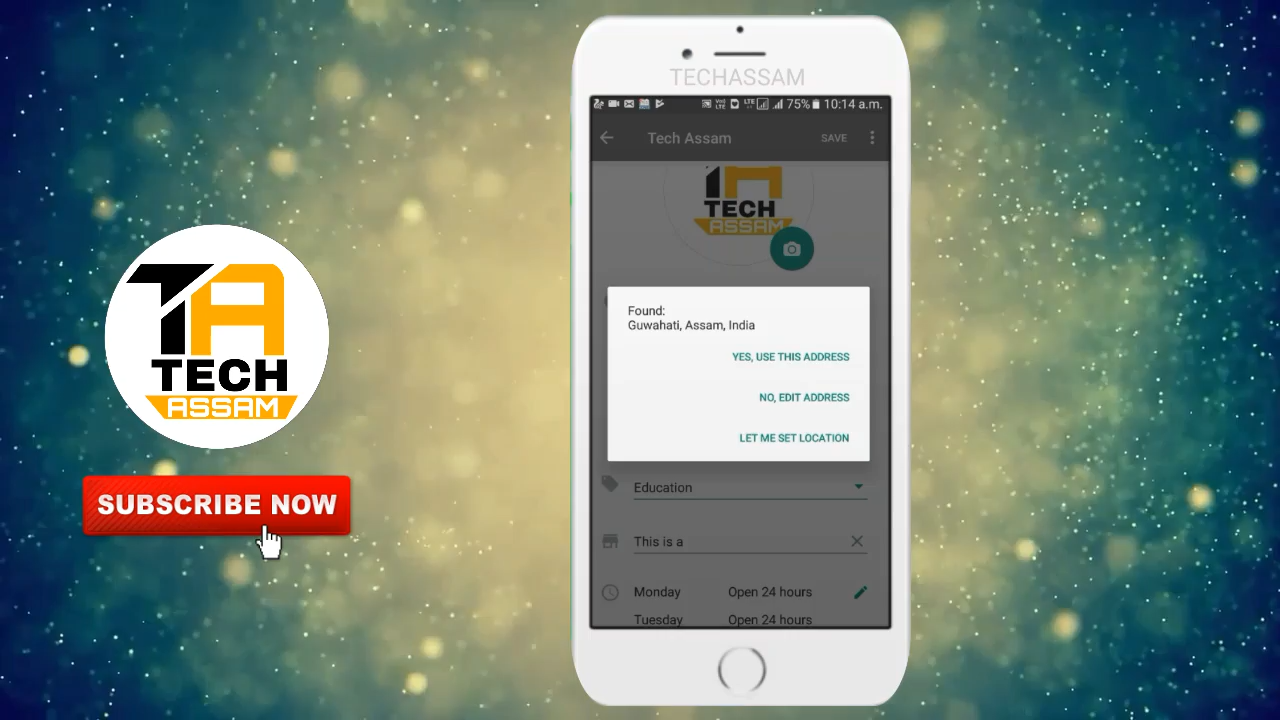 TECHASSAM
75% 10:14 a.m.
Tech Assam SAVE
TECH
ASSAM
Found:
Guwahati, Assam, India
YES, USE THIS ADDRESS
NO, EDIT ADDRESS
LET ME SET LOCATION
Education
This is a
Monday Open 24 hours
Tuesday Open 24 hours
TA
TECH
ASSAM
SUBSCRIBE NOW